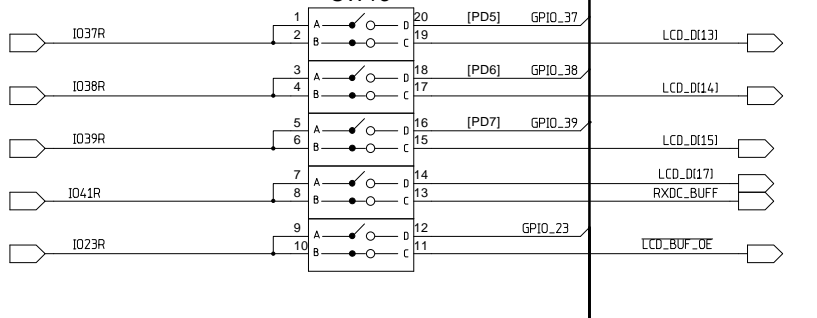 1 A D 20 [PD5] GPIO_37
IO37R 2 B C 19 LCD_D[13]
3 A D 18 [PD6] GPIO_38
IO38R 4 B C 17 LCD_D[14]
5 A D 16 [PD7] GPIO_39
IO39R 6 B C 15 LCD_D[15]
7 A D 14 LCD_D[17]
IO41R 8 B C 13 RXDC_BUFF
9 A D 12 GPIO_23
IO23R 10 B C 11 LCD_BUF_OE